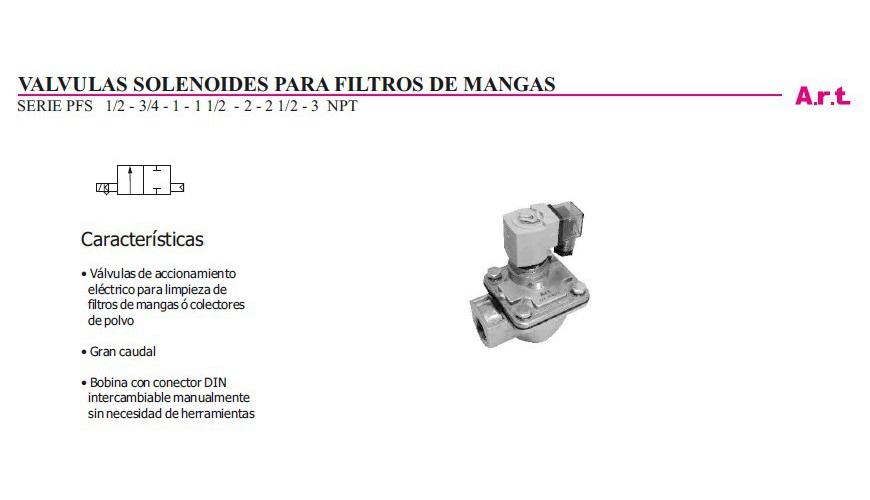 VALVULAS SOLENOIDES PARA FILTROS DE MANGAS
SERIE PFS 1/2 - 3/4 - 1 - 1 1/2 - 2 - 2 1/2 - 3 NPT
A.r.t.
Características
• Válvulas de accionamiento
eléctrico para limpieza de
filtros de mangas ó colectores
de polvo
• Gran caudal
• Bobina con conector DIN
intercambiable manualmente
sin necesidad de herramientas